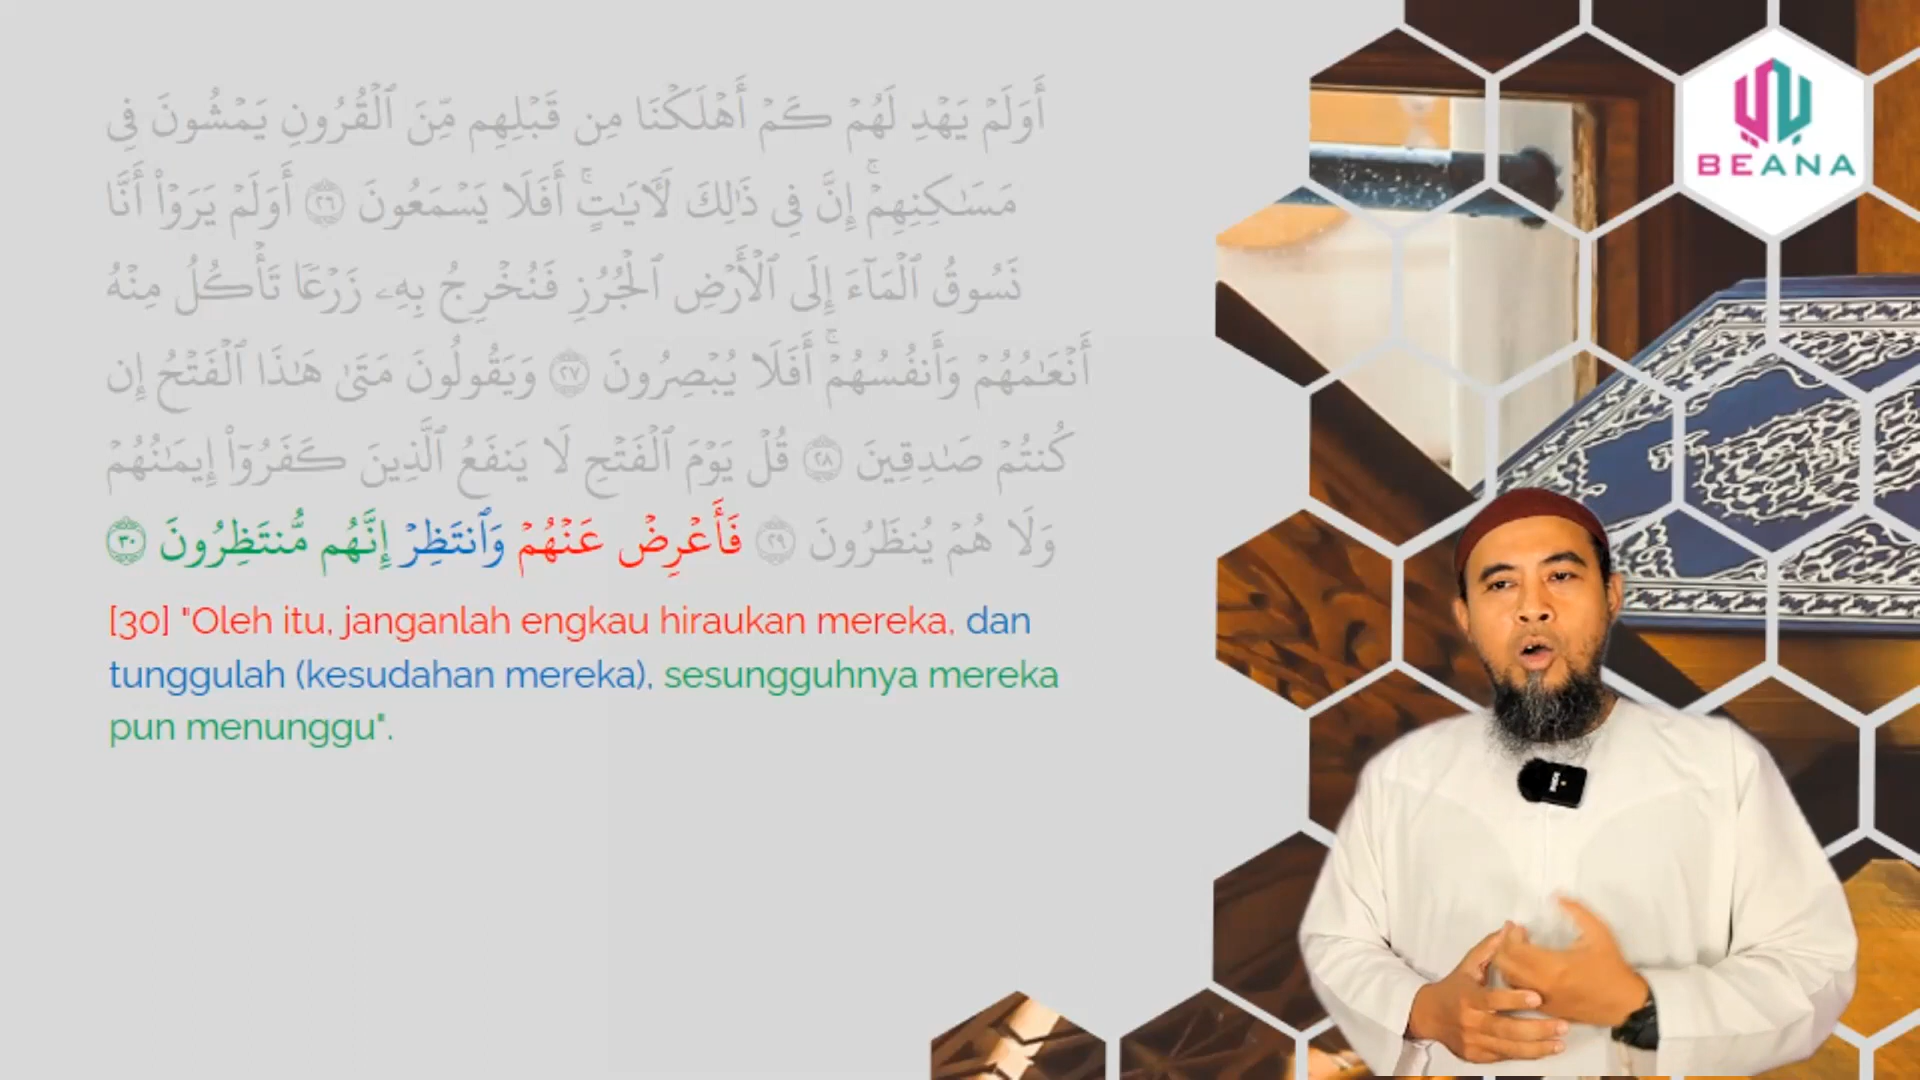 أَوَلَمْ يَهْدِ لَهُمْ كَمْ أَهْلَكْنَا مِن قَبْلِهِم مِّنَ ٱلْقُرُونِ يَمْشُونَ فِى
مَسَـٰكِنِهِمْ ۚ إِنَّ فِى ذَٰلِكَ لَـَٔايَـٰتٍ ۚ أَفَلَا يَسْمَعُونَ ٢٦ أَوَلَمْ يَرَوْا۟ أَنَّا
نَسُوقُ ٱلْمَآءَ إِلَى ٱلْأَرْضِ ٱلْجُرُزِ فَنُخْرِجُ بِهِۦ زَرْعًا تَأْكُلُ مِنْهُ
أَنْعَـٰمُهُمْ وَأَنفُسُهُمْ ۚ أَفَلَا يُبْصِرُونَ ٢٧ وَيَقُولُونَ مَتَىٰ هَـٰذَا ٱلْفَتْحُ إِن
كُنتُمْ صَـٰدِقِينَ ٢٨ قُلْ يَوْمَ ٱلْفَتْحِ لَا يَنفَعُ ٱلَّذِينَ كَفَرُوٓا۟ إِيمَـٰنُهُمْ
وَلَا هُمْ يُنظَرُونَ ٢٩ فَأَعْرِضْ عَنْهُمْ وَٱنتَظِرْ إِنَّهُم مُّنتَظِرُونَ ٣٠
[30] "Oleh itu, janganlah engkau hiraukan mereka, dan
tunggulah (kesudahan mereka), sesungguhnya mereka
pun menunggu".
BEANA